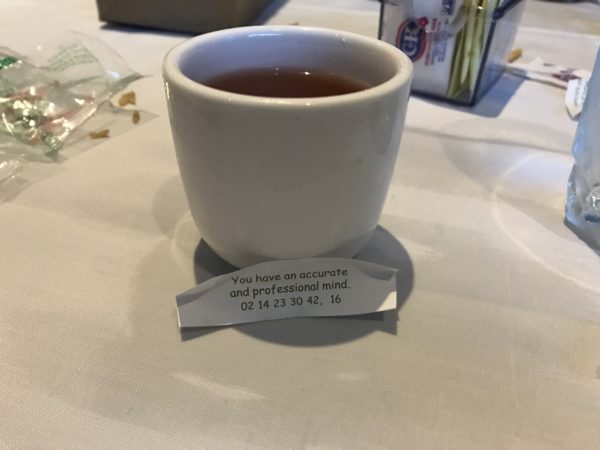 You have an accurate
and professional mind.
02 14 23 30 42, 16